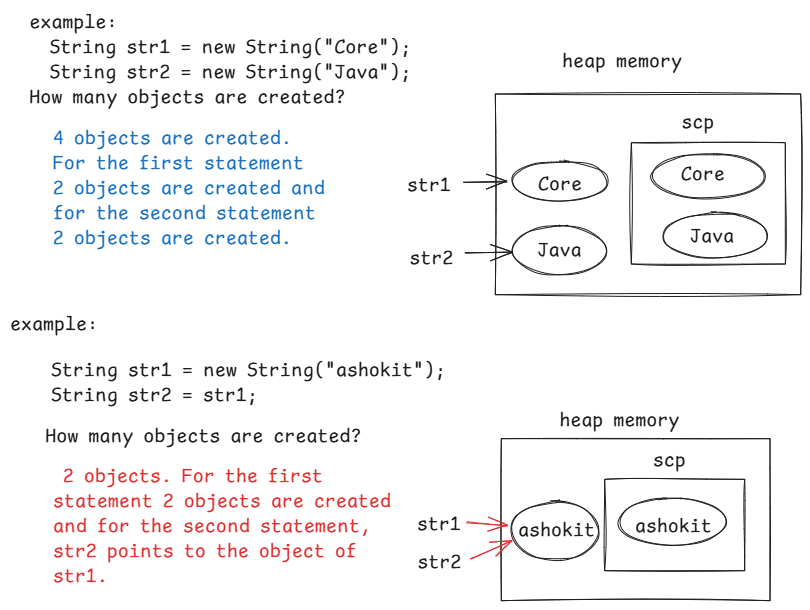 example:
String str1 = new String("Core");
String str2 = new String("Java");
How many objects are created?
4 objects are created.
For the first statement
2 objects are created and
for the second statement
2 objects are created.
heap memory
scp
str1
Core
Core
str2
Java
Java
example:
String str1 = new String("ashokit");
String str2 = str1;
How many objects are created?
2 objects. For the first
statement 2 objects are created
and for the second statement,
str2 points to the object of
str1.
heap memory
scp
str1
str2
ashokit
ashokit